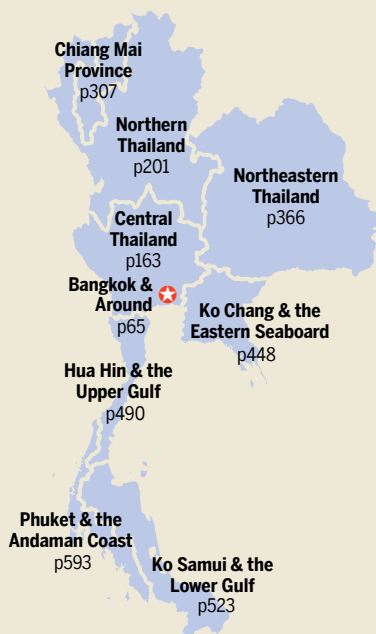 Chiang Mai
Province
p307
Northern
Thailand
p201
Northeastern
Thailand
p366
Central
Thailand
p163
Bangkok &
Around
p65
Ko Chang & the
Eastern Seaboard
p448
Hua Hin & the
Upper Gulf
p490
Phuket & the
Andaman Coast
p593
Ko Samui & the
Lower Gulf
p523